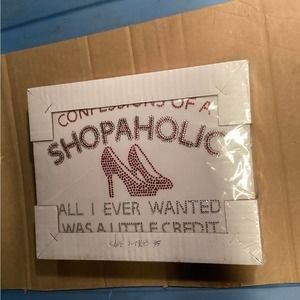 CONFESSIONS OF A
SHOPAHOLIC
ALL I EVER WANTED
WAS A LITTLE CREDIT